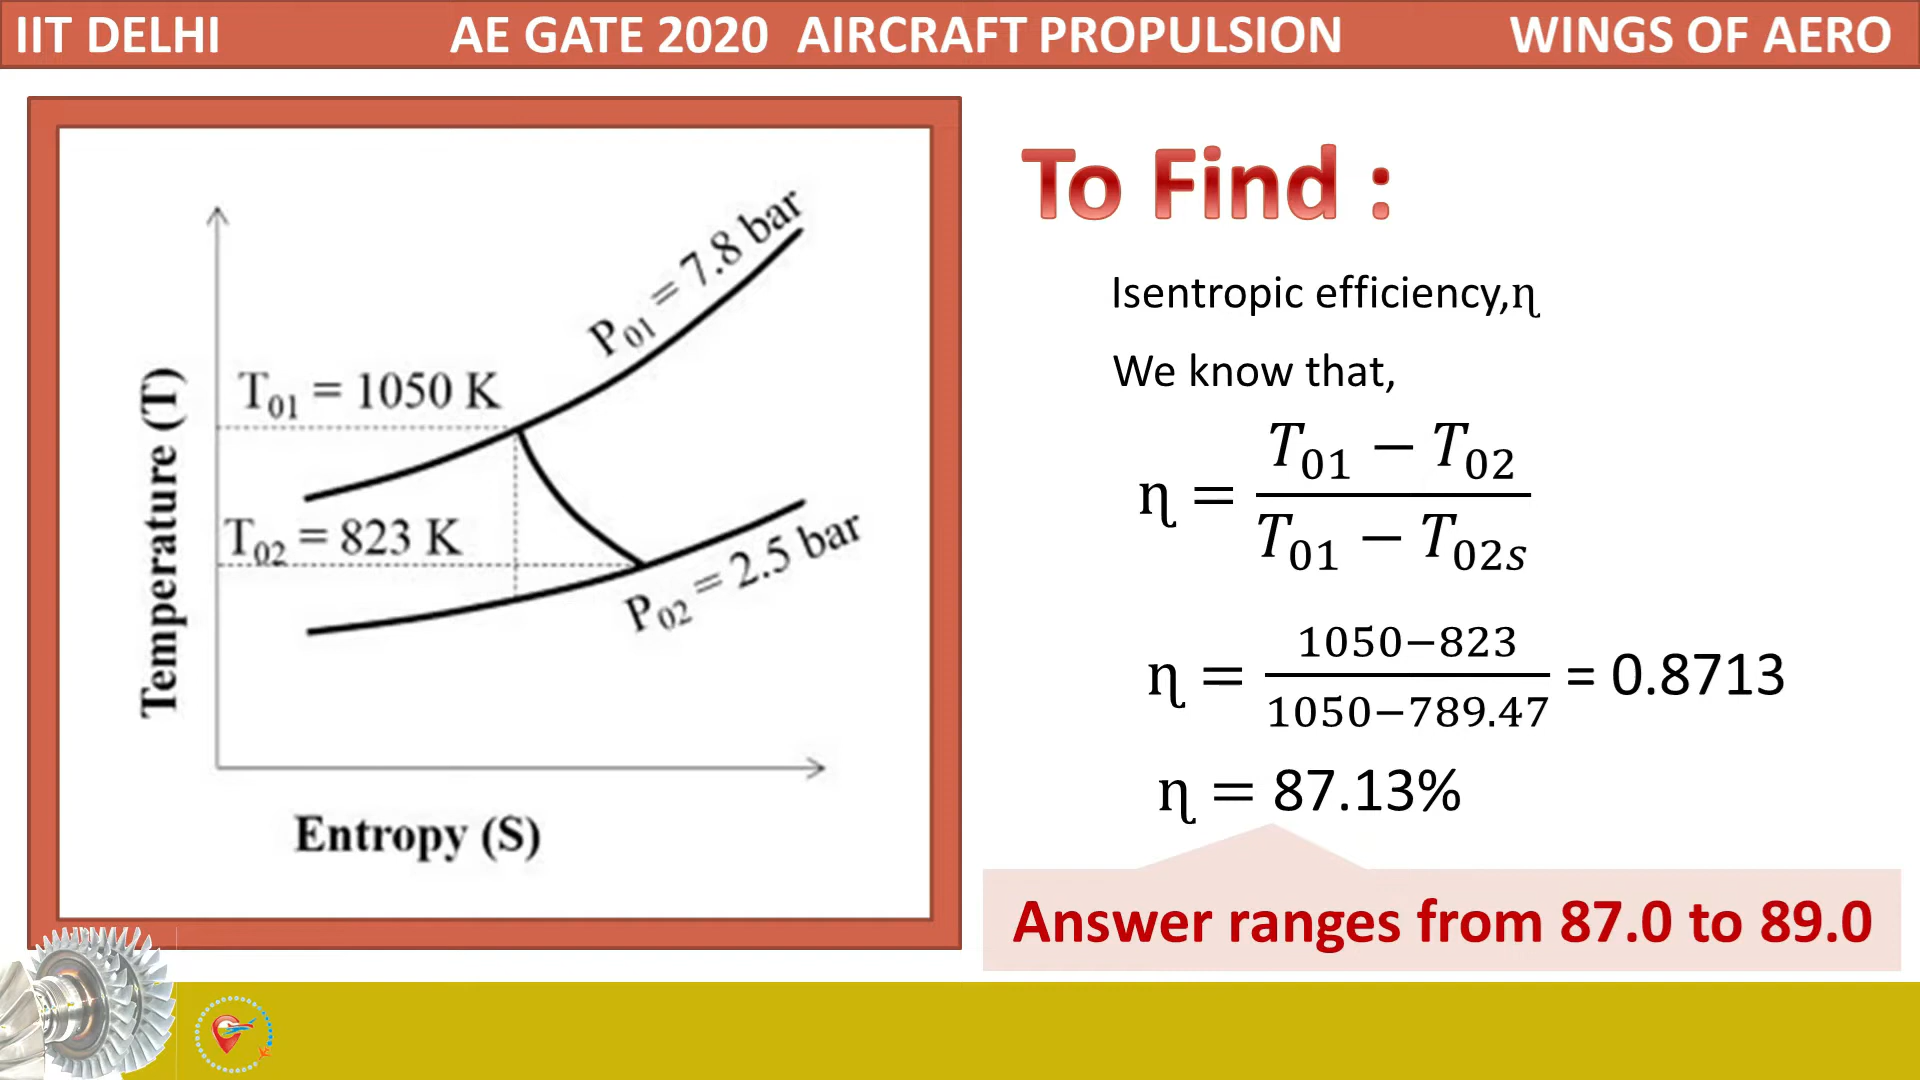 IIT DELHI AE GATE 2020 AIRCRAFT PROPULSION WINGS OF AERO
P01 = 7.8 bar
T01 = 1050 K
T02 = 823 K
P02 = 2.5 bar
Temperature (T)
Entropy (S)
To Find :
Isentropic efficiency,η
We know that,
η = (T01 − T02) / (T01 − T02s)
η = (1050−823) / (1050−789.47) = 0.8713
η = 87.13%
Answer ranges from 87.0 to 89.0